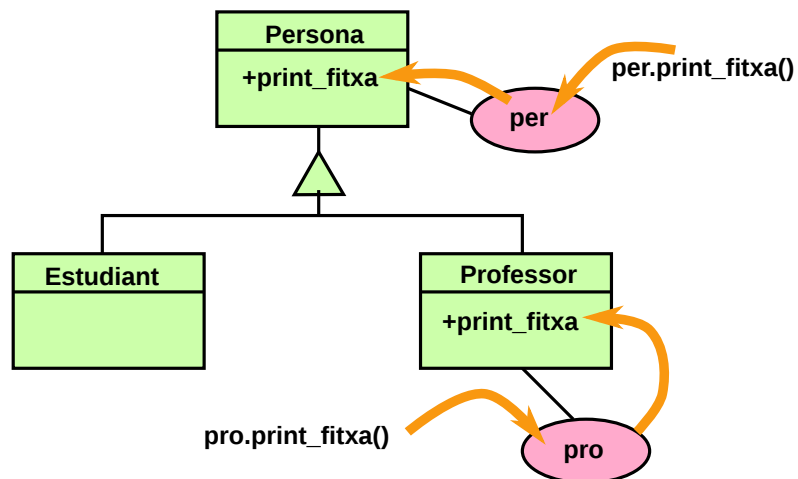 Persona
+print_fitxa
per.print_fitxa()
per
Estudiant
Professor
+print_fitxa
pro.print_fitxa()
pro